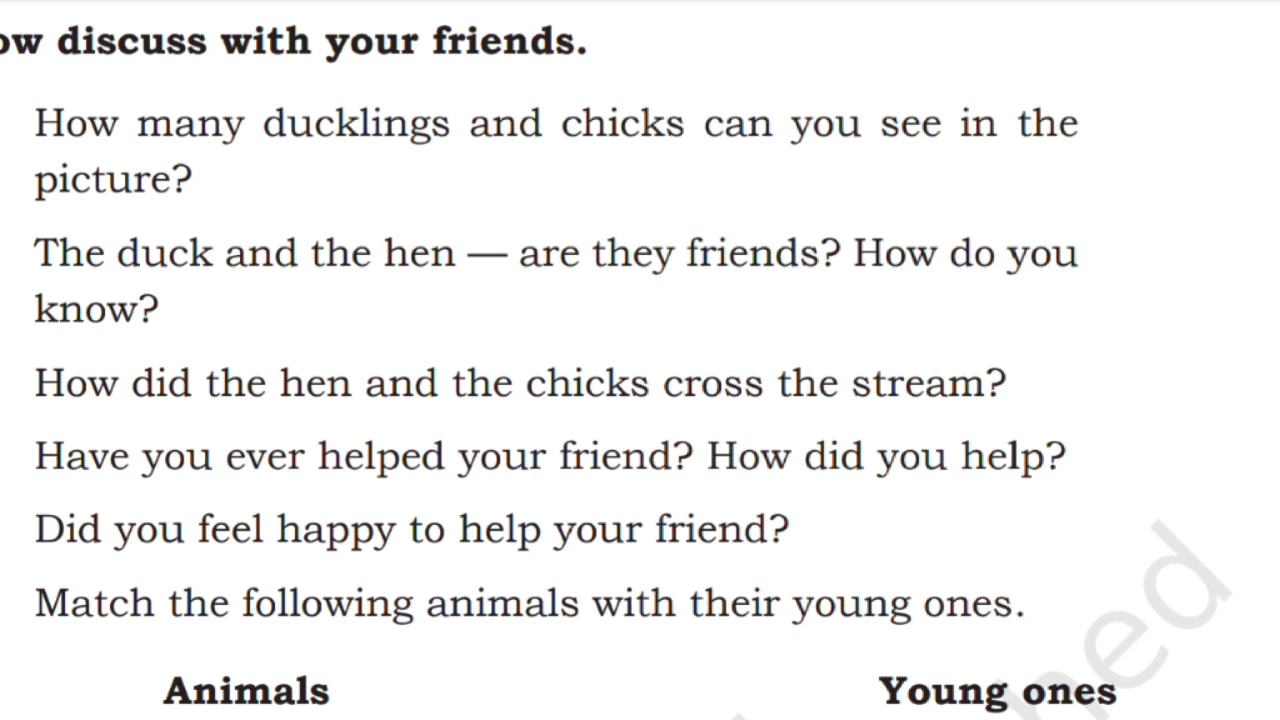 ow discuss with your friends.
How many ducklings and chicks can you see in the
picture?
The duck and the hen — are they friends? How do you
know?
How did the hen and the chicks cross the stream?
Have you ever helped your friend? How did you help?
Did you feel happy to help your friend?
Match the following animals with their young ones.
Animals Young ones
hed